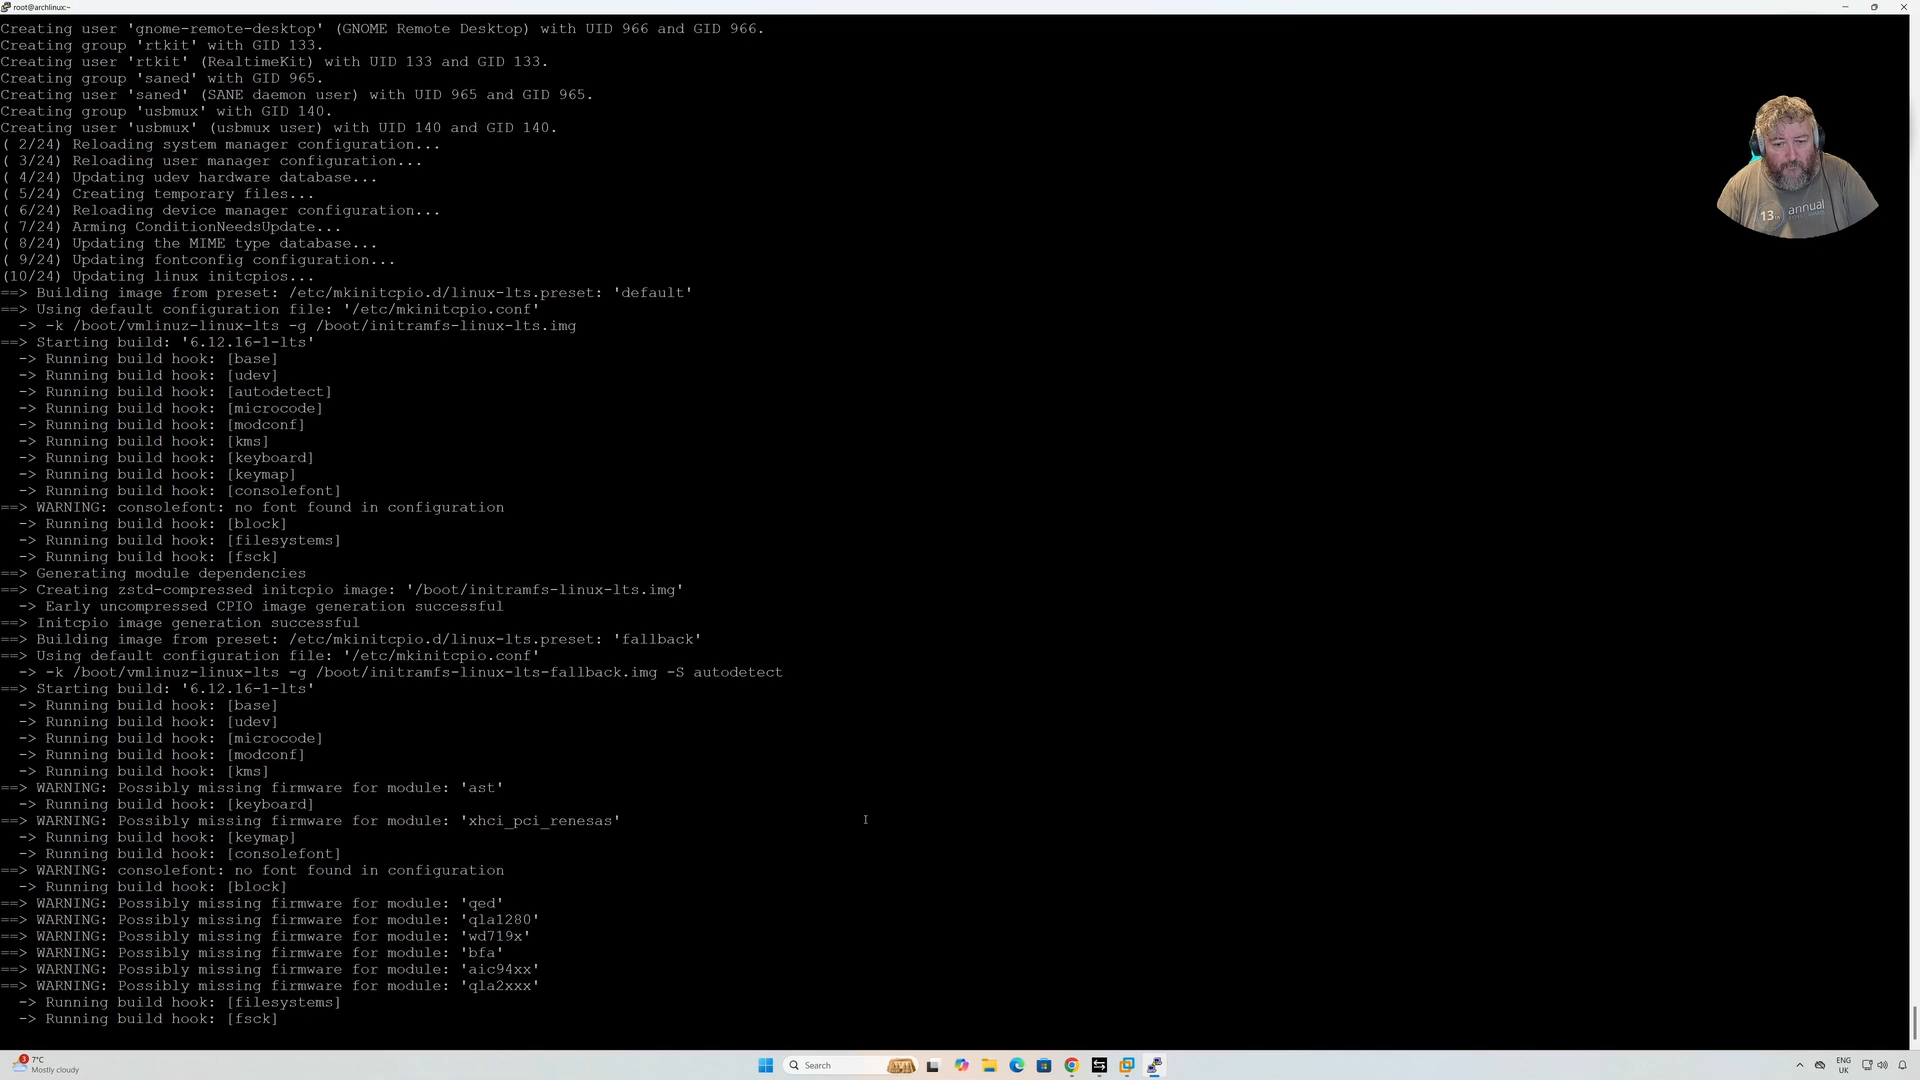 root@archlinux:~
Creating user 'gnome-remote-desktop' (GNOME Remote Desktop) with UID 966 and GID 966.
Creating group 'rtkit' with GID 133.
Creating user 'rtkit' (RealtimeKit) with UID 133 and GID 133.
Creating group 'saned' with GID 965.
Creating user 'saned' (SANE daemon user) with UID 965 and GID 965.
Creating group 'usbmux' with GID 140.
Creating user 'usbmux' (usbmux user) with UID 140 and GID 140.
( 2/24) Reloading system manager configuration...
( 3/24) Reloading user manager configuration...
( 4/24) Updating udev hardware database...
( 5/24) Creating temporary files...
( 6/24) Reloading device manager configuration...
( 7/24) Arming ConditionNeedsUpdate...
( 8/24) Updating the MIME type database...
( 9/24) Updating fontconfig configuration...
(10/24) Updating linux initcpios...
==> Building image from preset: /etc/mkinitcpio.d/linux-lts.preset: 'default'
==> Using default configuration file: '/etc/mkinitcpio.conf'
  -> -k /boot/vmlinuz-linux-lts -g /boot/initramfs-linux-lts.img
==> Starting build: '6.12.16-1-lts'
  -> Running build hook: [base]
  -> Running build hook: [udev]
  -> Running build hook: [autodetect]
  -> Running build hook: [microcode]
  -> Running build hook: [modconf]
  -> Running build hook: [kms]
  -> Running build hook: [keyboard]
  -> Running build hook: [keymap]
  -> Running build hook: [consolefont]
==> WARNING: consolefont: no font found in configuration
  -> Running build hook: [block]
  -> Running build hook: [filesystems]
  -> Running build hook: [fsck]
==> Generating module dependencies
==> Creating zstd-compressed initcpio image: '/boot/initramfs-linux-lts.img'
  -> Early uncompressed CPIO image generation successful
==> Initcpio image generation successful
==> Building image from preset: /etc/mkinitcpio.d/linux-lts.preset: 'fallback'
==> Using default configuration file: '/etc/mkinitcpio.conf'
  -> -k /boot/vmlinuz-linux-lts -g /boot/initramfs-linux-lts-fallback.img -S autodetect
==> Starting build: '6.12.16-1-lts'
  -> Running build hook: [base]
  -> Running build hook: [udev]
  -> Running build hook: [microcode]
  -> Running build hook: [modconf]
  -> Running build hook: [kms]
==> WARNING: Possibly missing firmware for module: 'ast'
  -> Running build hook: [keyboard]
==> WARNING: Possibly missing firmware for module: 'xhci_pci_renesas'
  -> Running build hook: [keymap]
  -> Running build hook: [consolefont]
==> WARNING: consolefont: no font found in configuration
  -> Running build hook: [block]
==> WARNING: Possibly missing firmware for module: 'qed'
==> WARNING: Possibly missing firmware for module: 'qla1280'
==> WARNING: Possibly missing firmware for module: 'wd719x'
==> WARNING: Possibly missing firmware for module: 'bfa'
==> WARNING: Possibly missing firmware for module: 'aic94xx'
==> WARNING: Possibly missing firmware for module: 'qla2xxx'
  -> Running build hook: [filesystems]
  -> Running build hook: [fsck]
13th annual
3
7°C
Mostly cloudy
Search
ENG
UK